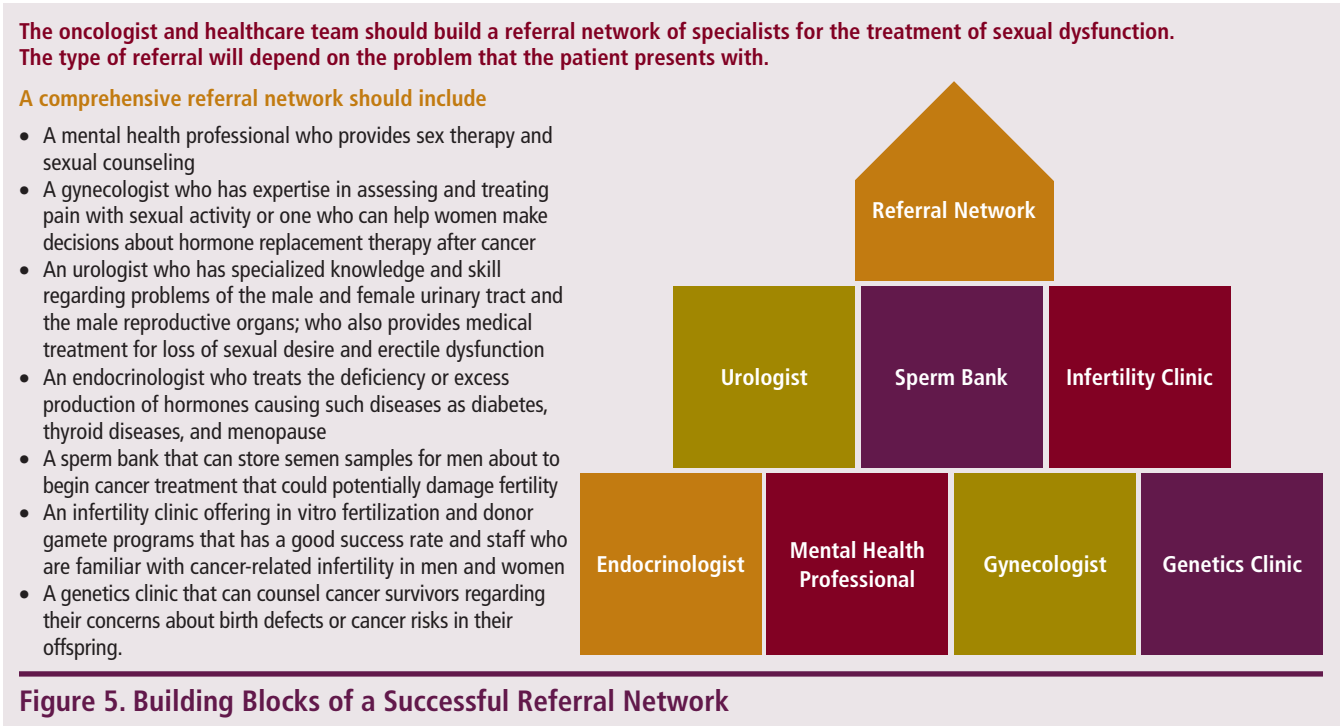 The oncologist and healthcare team should build a referral network of specialists for the treatment of sexual dysfunction.
The type of referral will depend on the problem that the patient presents with.
A comprehensive referral network should include
• A mental health professional who provides sex therapy and
sexual counseling
• A gynecologist who has expertise in assessing and treating
pain with sexual activity or one who can help women make
decisions about hormone replacement therapy after cancer
• An urologist who has specialized knowledge and skill
regarding problems of the male and female urinary tract and
the male reproductive organs; who also provides medical
treatment for loss of sexual desire and erectile dysfunction
• An endocrinologist who treats the deficiency or excess
production of hormones causing such diseases as diabetes,
thyroid diseases, and menopause
• A sperm bank that can store semen samples for men about to
begin cancer treatment that could potentially damage fertility
• An infertility clinic offering in vitro fertilization and donor
gamete programs that has a good success rate and staff who
are familiar with cancer-related infertility in men and women
• A genetics clinic that can counsel cancer survivors regarding
their concerns about birth defects or cancer risks in their
offspring.
Referral Network
Urologist
Sperm Bank
Infertility Clinic
Endocrinologist
Mental Health
Professional
Gynecologist
Genetics Clinic
Figure 5. Building Blocks of a Successful Referral Network